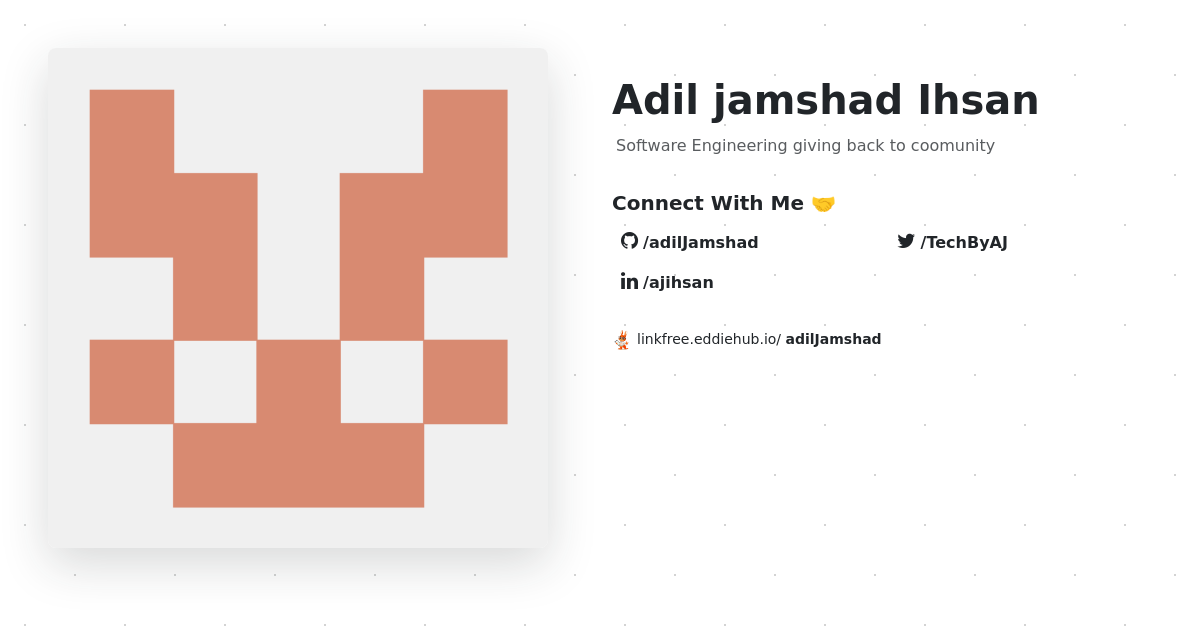 Adil jamshad Ihsan
Software Engineering giving back to coomunity
Connect With Me 🤝
/adilJamshad /TechByAJ
/ajihsan
linkfree.eddiehub.io/ adilJamshad